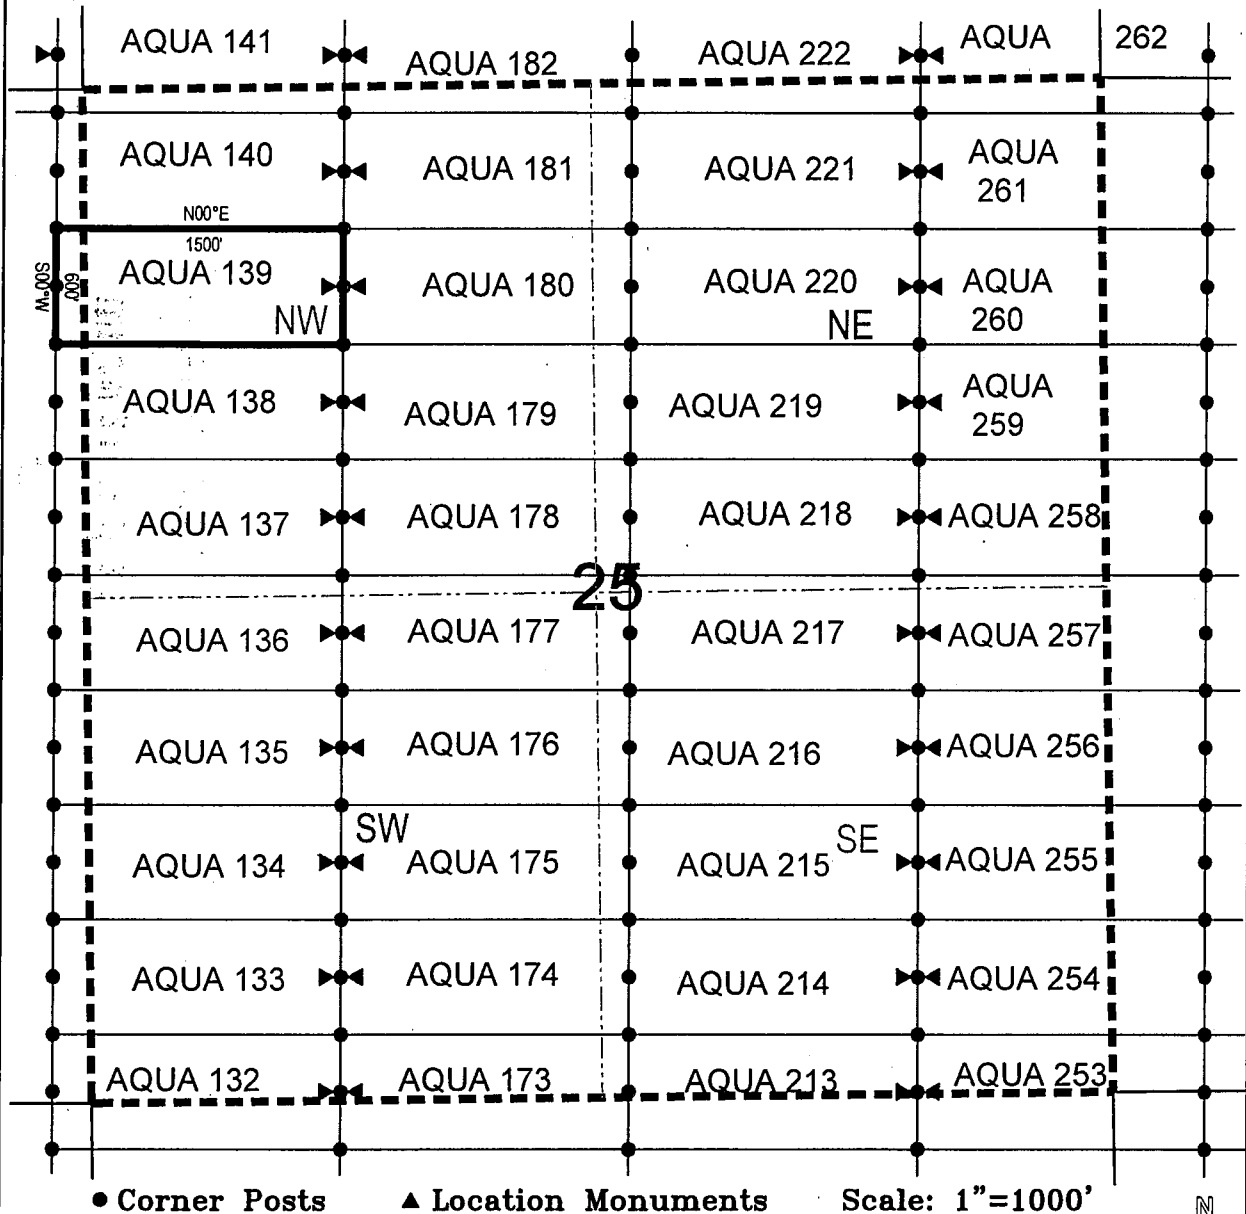 AQUA 141 AQUA 182 AQUA 222 AQUA 262
AQUA 140 AQUA 181 AQUA 221 AQUA 261
N00°E
1500'
S00°W
600'
AQUA 139 AQUA 180 AQUA 220 AQUA 260
NW NE
AQUA 138 AQUA 179 AQUA 219 AQUA 259
AQUA 137 AQUA 178 AQUA 218 AQUA 258
25
AQUA 136 AQUA 177 AQUA 217 AQUA 257
AQUA 135 AQUA 176 AQUA 216 AQUA 256
SW SE
AQUA 134 AQUA 175 AQUA 215 AQUA 255
AQUA 133 AQUA 174 AQUA 214 AQUA 254
AQUA 132 AQUA 173 AQUA 213 AQUA 253
● Corner Posts ▲ Location Monuments Scale: 1"=1000'
N